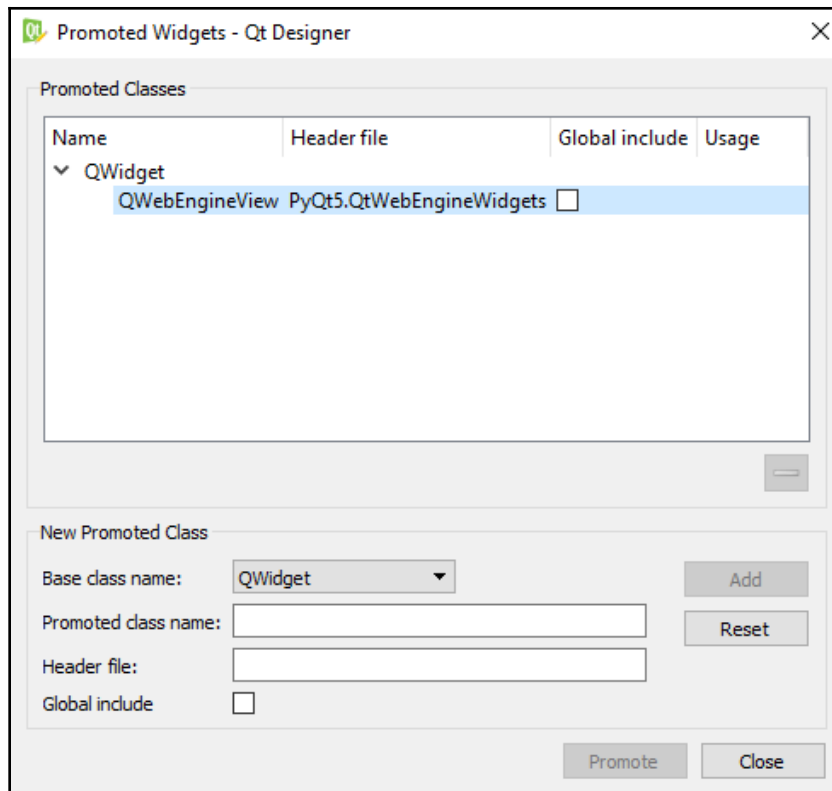 Promoted Widgets - Qt Designer
Promoted Classes
Name Header file Global include Usage
QWidget
QWebEngineView PyQt5.QtWebEngineWidgets
New Promoted Class
Base class name: QWidget Add
Promoted class name: Reset
Header file:
Global include
Promote Close